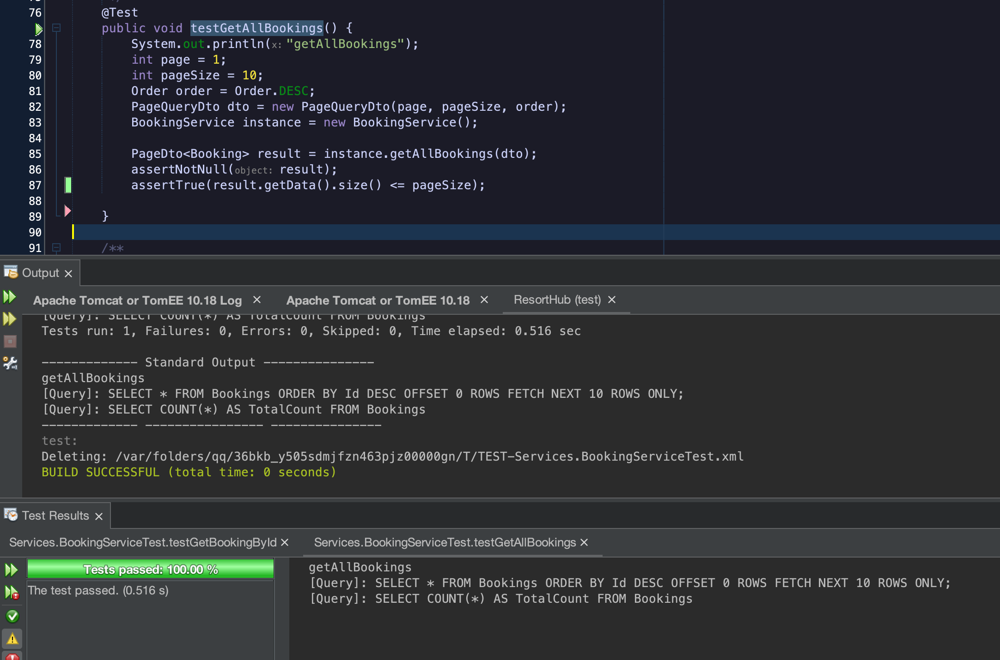 76 @Test
public void testGetAllBookings() {
78 System.out.println(x: "getAllBookings");
79 int page = 1;
80 int pageSize = 10;
81 Order order = Order.DESC;
82 PageQueryDto dto = new PageQueryDto(page, pageSize, order);
83 BookingService instance = new BookingService();
84
85 PageDto<Booking> result = instance.getAllBookings(dto);
86 assertNotNull(object: result);
87 assertTrue(result.getData().size() <= pageSize);
88
89 }
90
91 /**
Output
Apache Tomcat or TomEE 10.18 Log
Apache Tomcat or TomEE 10.18
ResortHub (test)
[Query]: SELECT COUNT(*) AS TotalCount FROM Bookings
Tests run: 1, Failures: 0, Errors: 0, Skipped: 0, Time elapsed: 0.516 sec
------------- Standard Output ---------------
getAllBookings
[Query]: SELECT * FROM Bookings ORDER BY Id DESC OFFSET 0 ROWS FETCH NEXT 10 ROWS ONLY;
[Query]: SELECT COUNT(*) AS TotalCount FROM Bookings
------------- ---------------- ---------------
test:
Deleting: /var/folders/qq/36bkb_y505sdmjfzn463pjz00000gn/T/TEST-Services.BookingServiceTest.xml
BUILD SUCCESSFUL (total time: 0 seconds)
Test Results
Services.BookingServiceTest.testGetBookingById
Services.BookingServiceTest.testGetAllBookings
Tests passed: 100.00 %
The test passed. (0.516 s)
getAllBookings
[Query]: SELECT * FROM Bookings ORDER BY Id DESC OFFSET 0 ROWS FETCH NEXT 10 ROWS ONLY;
[Query]: SELECT COUNT(*) AS TotalCount FROM Bookings